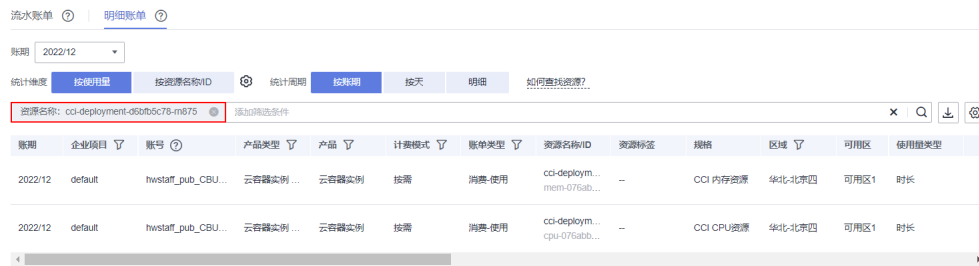 流水账单 ? 明细账单 ?
账期 2022/12
统计维度 按使用量 按资源名称/ID 统计周期 按账期 按天 明细 如何查找资源?
资源名称: cci-deployment-d6bfb5c78-rn875 添加筛选条件
账期 企业项目 账号 ? 产品类型 产品 计费模式 账单类型 资源名称/ID 资源标签 规格 区域 可用区 使用量类型
2022/12 default hwstaff_pub_CBU... 云容器实例 ... 云容器实例 按需 消费-使用 cci-deploym... -- CCI 内存资源 华北-北京四 可用区1 时长
mem-076ab...
2022/12 default hwstaff_pub_CBU... 云容器实例 ... 云容器实例 按需 消费-使用 cci-deploym... -- CCI CPU资源 华北-北京四 可用区1 时长
cpu-076abb...